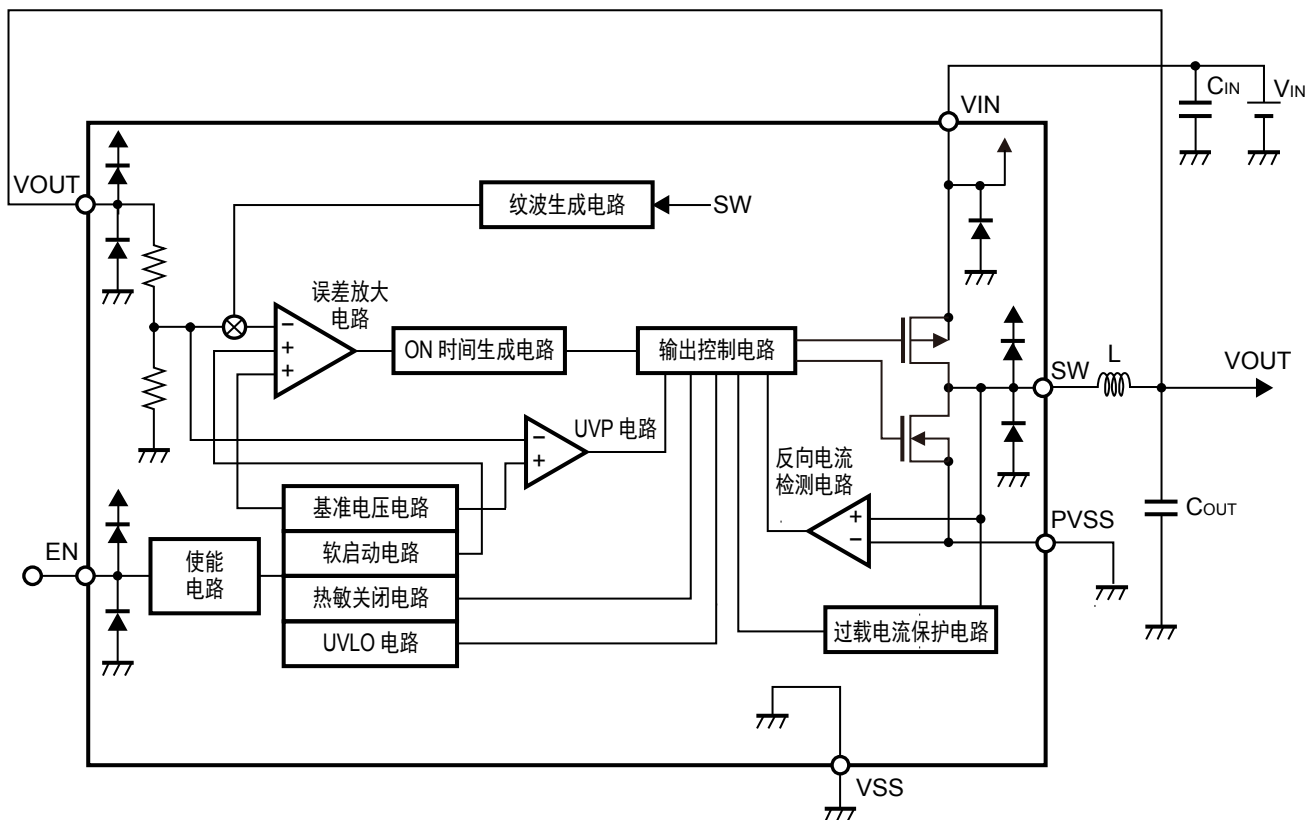 CIN
VIN
VIN
VOUT
纹波生成电路
SW
误差放大
电路
−
+
+
ON 时间生成电路
输出控制电路
SW
L
VOUT
−
+
UVP 电路
反向电流
检测电路
+
−
基准电压电路
软启动电路
热敏关闭电路
UVLO 电路
EN
使能
电路
PVSS
COUT
过载电流保护电路
VSS